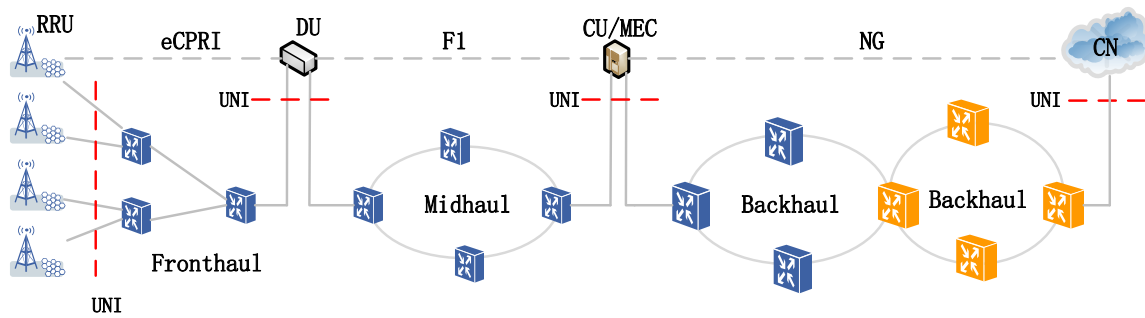 RRU
eCPRI
DU
F1
CU/MEC
NG
CN
UNI
UNI
UNI
Midhaul
Backhaul
Backhaul
Fronthaul
UNI